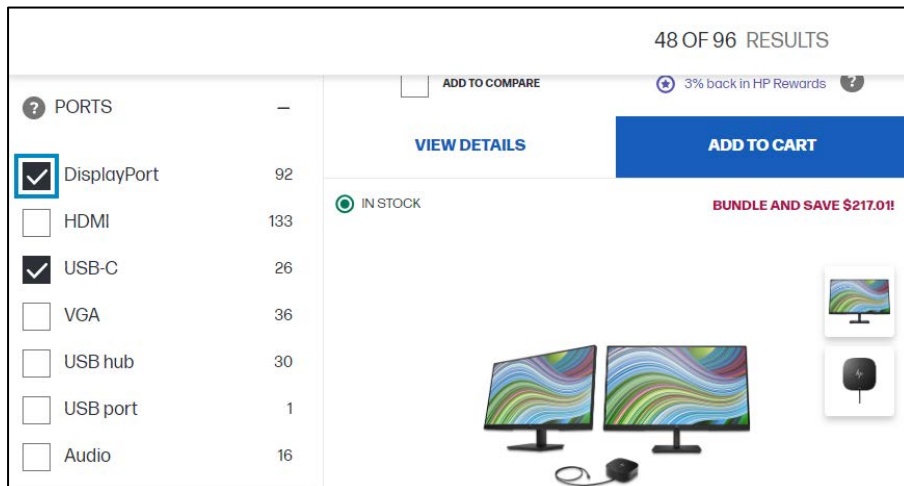 48 OF 96 RESULTS
? PORTS –
DisplayPort 92
HDMI 133
USB-C 26
VGA 36
USB hub 30
USB port 1
Audio 16
ADD TO COMPARE
3% back in HP Rewards ?
VIEW DETAILS
ADD TO CART
IN STOCK
BUNDLE AND SAVE $217.01!
hp